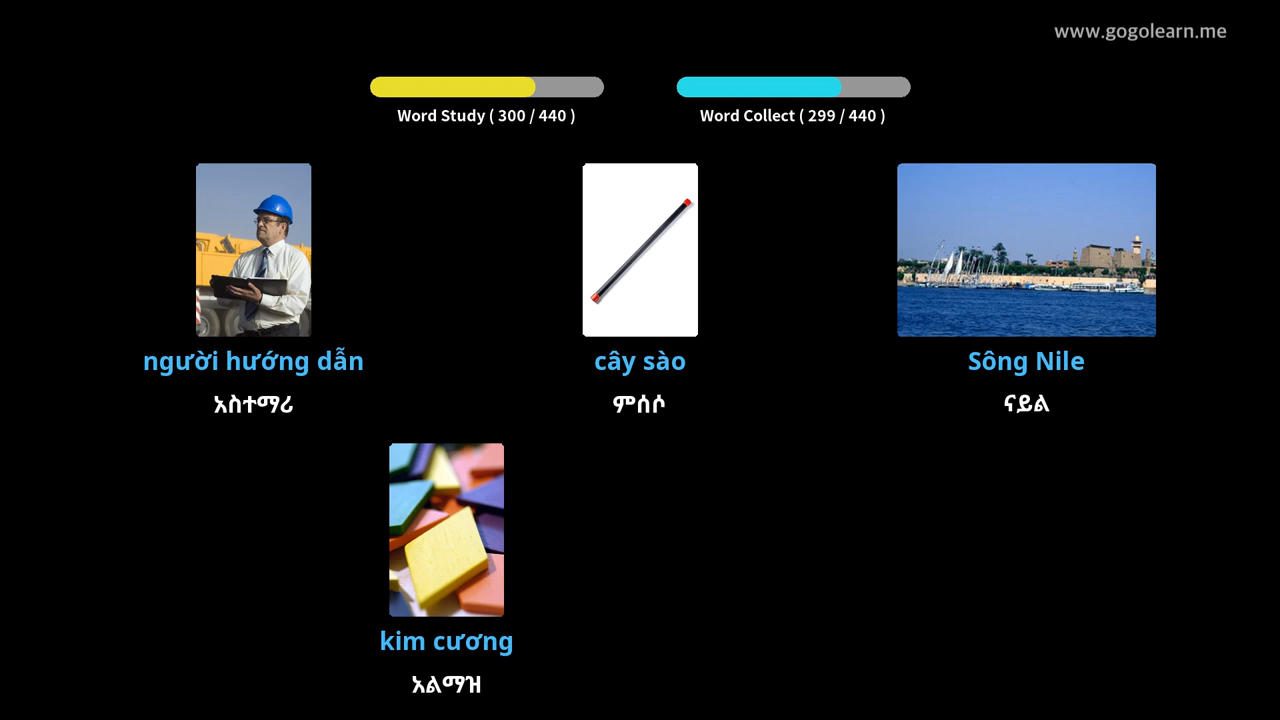 www.gogolearn.me
Word Study ( 300 / 440 )
Word Collect ( 299 / 440 )
người hướng dẫn
አስተማሪ
cây sào
ምሰሶ
Sông Nile
ናይል
kim cương
አልማዝ